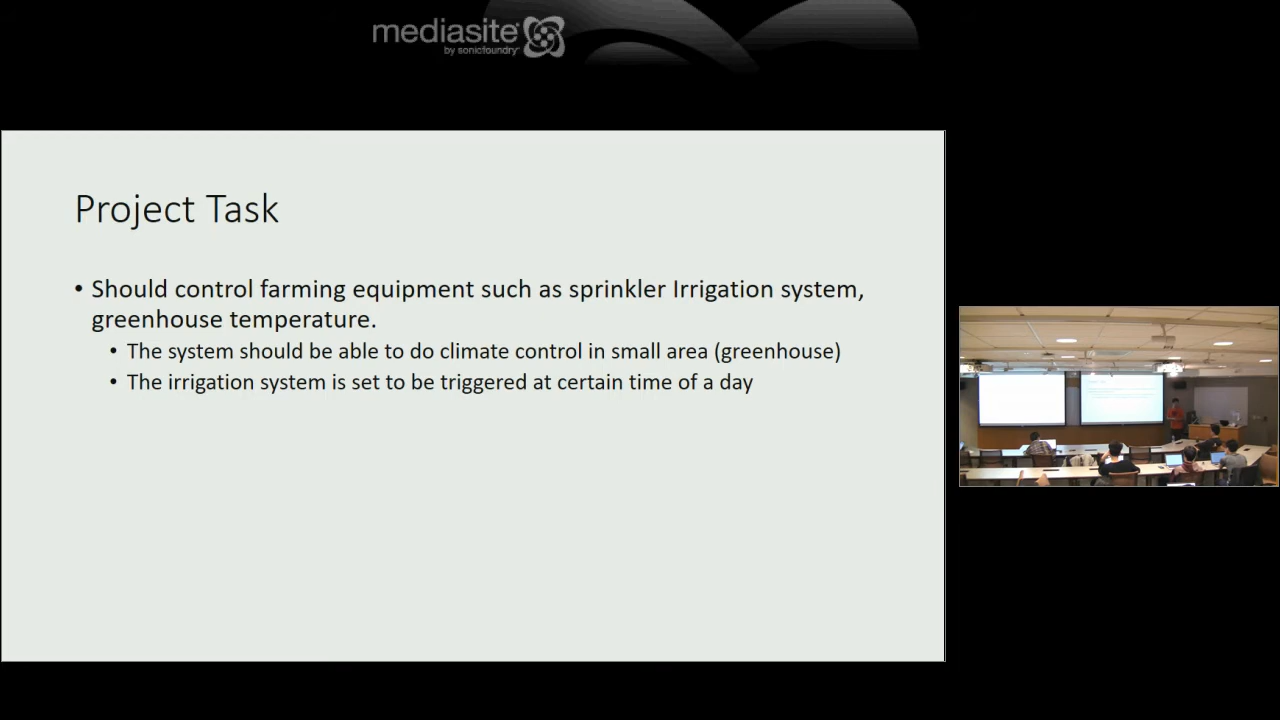 mediasite
by sonicfoundry
Project Task
• Should control farming equipment such as sprinkler Irrigation system,
greenhouse temperature.
• The system should be able to do climate control in small area (greenhouse)
• The irrigation system is set to be triggered at certain time of a day